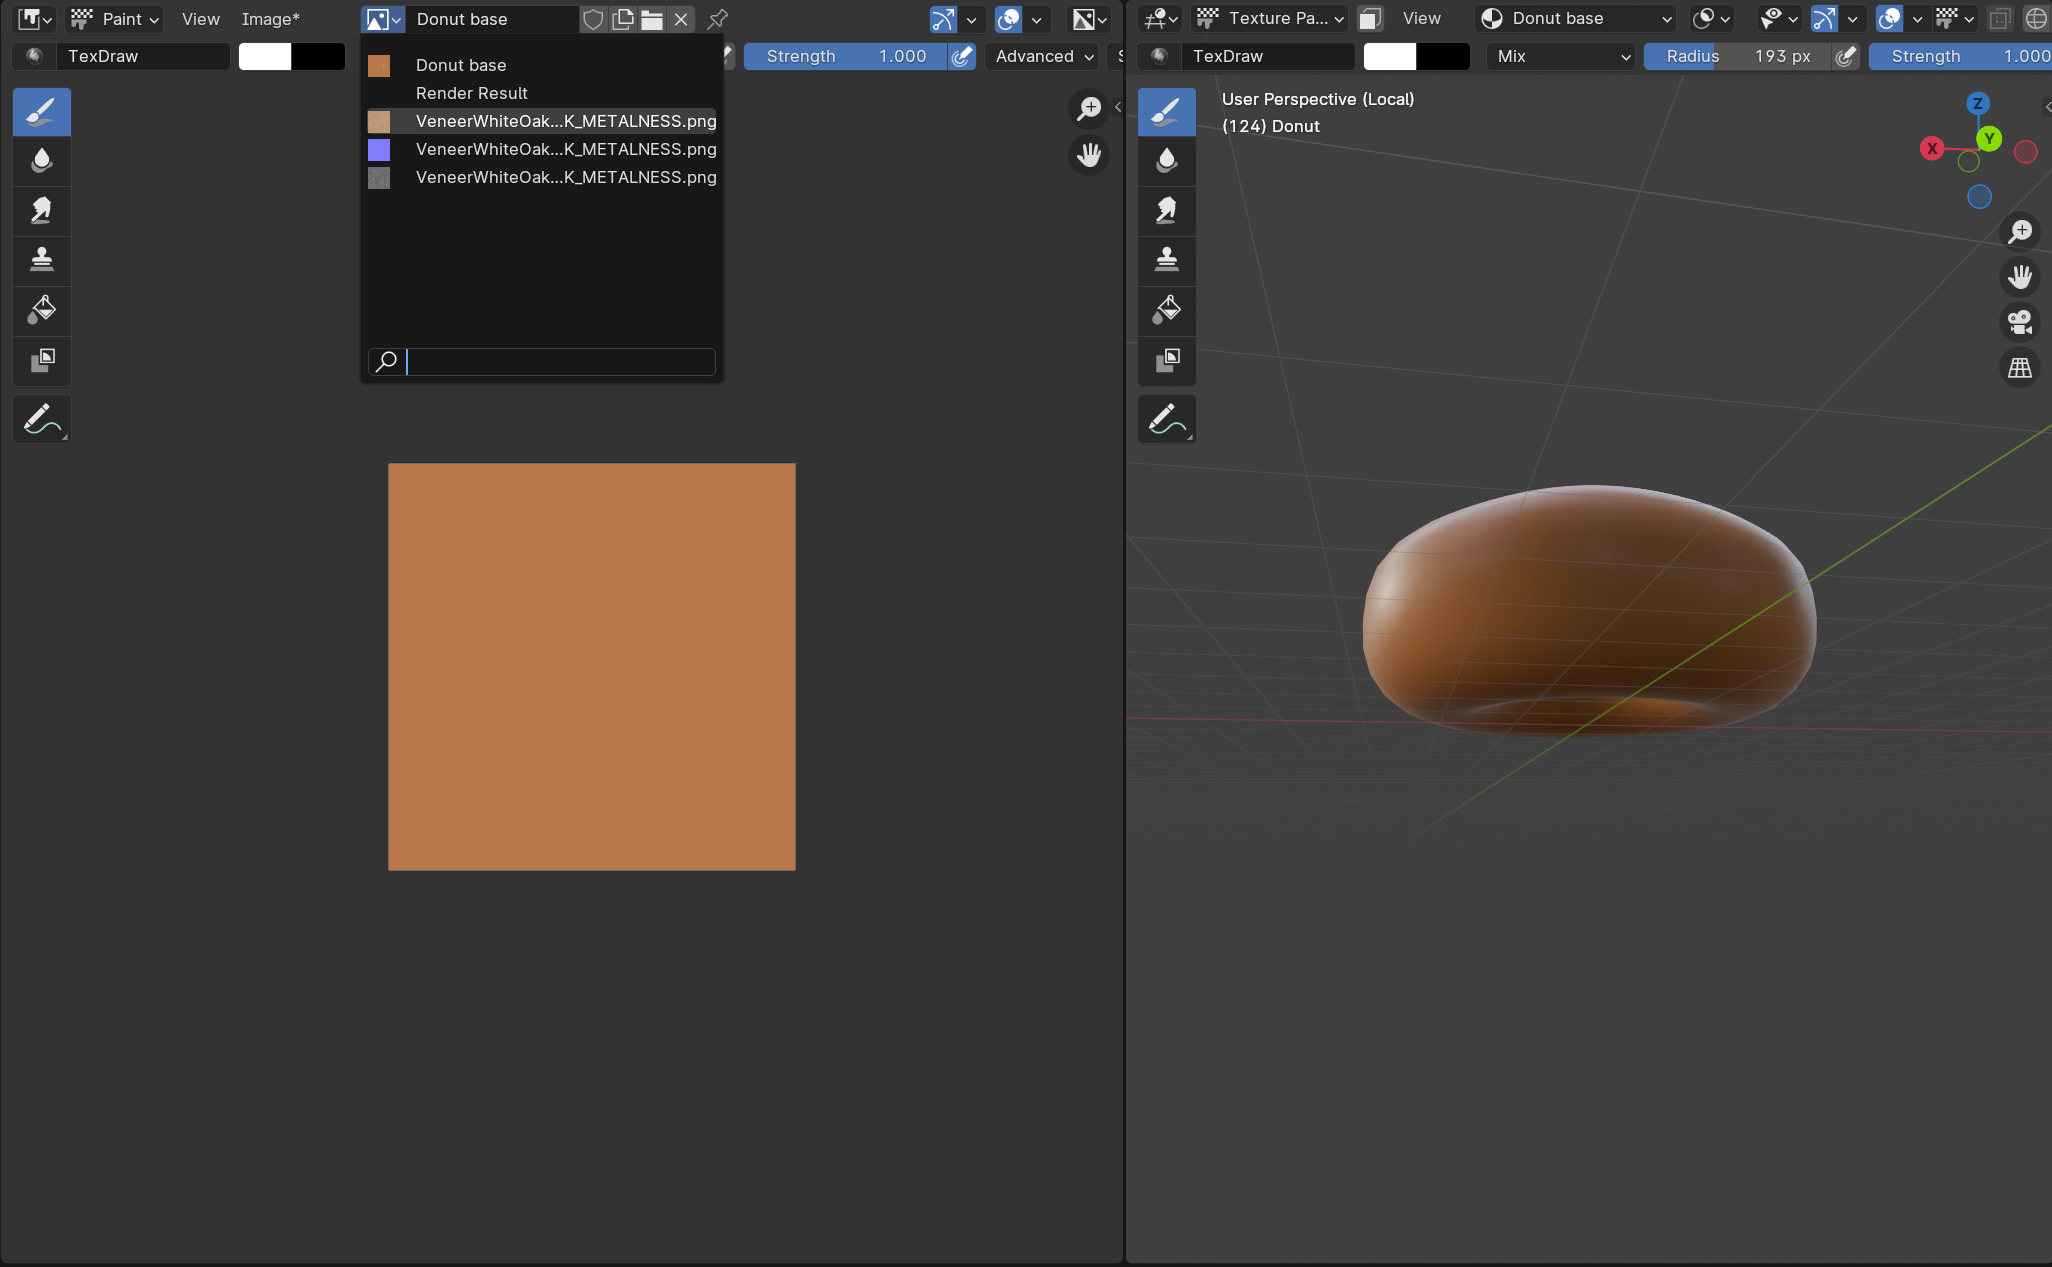 Paint View Image* Donut base
TexDraw Strength 1.000 Advanced
Donut base
Render Result
VeneerWhiteOak...K_METALNESS.png
VeneerWhiteOak...K_METALNESS.png
VeneerWhiteOak...K_METALNESS.png
Texture Pa... View Donut base
TexDraw Mix Radius 193 px Strength 1.000
User Perspective (Local)
(124) Donut
Z
Y
X